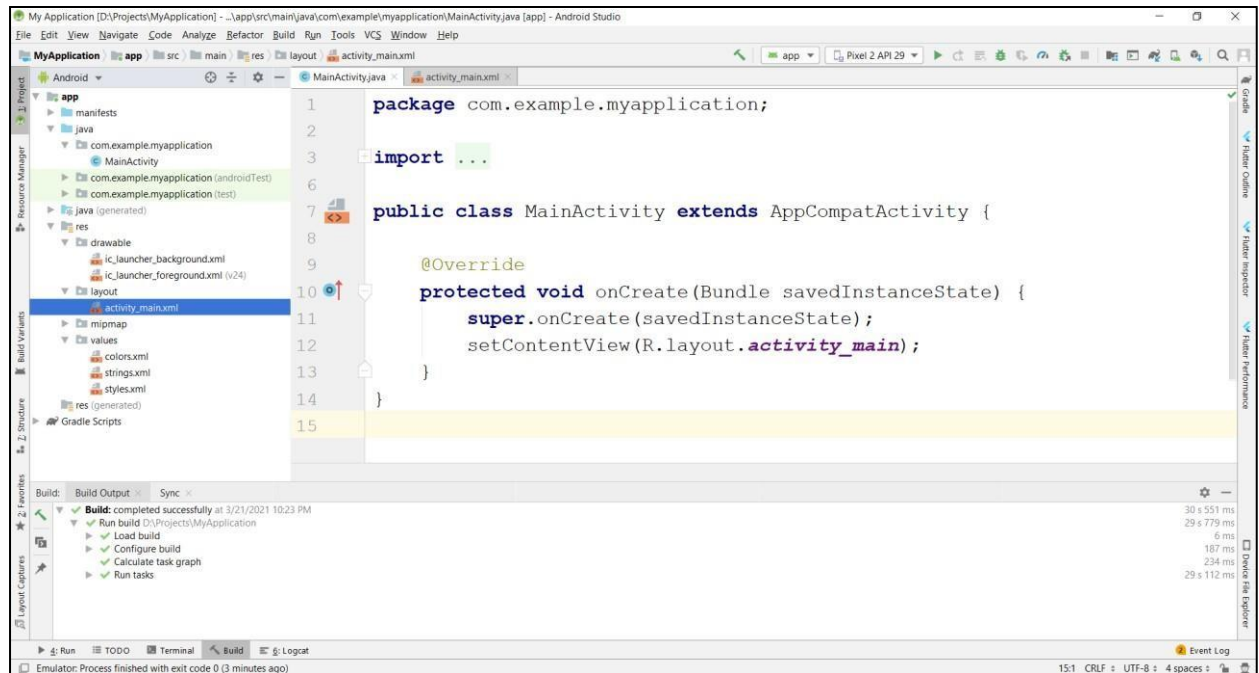 My Application [D:\Projects\MyApplication] - ...\app\src\main\java\com\example\myapplication\MainActivity.java [app] - Android Studio
File Edit View Navigate Code Analyze Refactor Build Run Tools VCS Window Help
MyApplication app src main res layout activity_main.xml app Pixel 2 API 29
Android MainActivity.java activity_main.xml
1: Project
Resource Manager
Build Variants
Z: Structure
2: Favorites
Layout Captures
app
manifests
java
com.example.myapplication
MainActivity
com.example.myapplication (androidTest)
com.example.myapplication (test)
java (generated)
res
drawable
ic_launcher_background.xml
ic_launcher_foreground.xml (v24)
layout
activity_main.xml
mipmap
values
colors.xml
strings.xml
styles.xml
res (generated)
Gradle Scripts
1 package com.example.myapplication;
2
3 import ...
6
7 public class MainActivity extends AppCompatActivity {
8
9 @Override
10 protected void onCreate(Bundle savedInstanceState) {
11 super.onCreate(savedInstanceState);
12 setContentView(R.layout.activity_main);
13 }
14 }
15
Gradle
Flutter Outline
Flutter Inspector
Flutter Performance
Device File Explorer
Build: Build Output Sync
Build: completed successfully at 3/21/2021 10:23 PM 30 s 551 ms
Run build D:\Projects\MyApplication 29 s 779 ms
Load build 6 ms
Configure build 187 ms
Calculate task graph 234 ms
Run tasks 29 s 112 ms
4: Run TODO Terminal Build 6: Logcat 2 Event Log
Emulator: Process finished with exit code 0 (3 minutes ago) 15:1 CRLF UTF-8 4 spaces